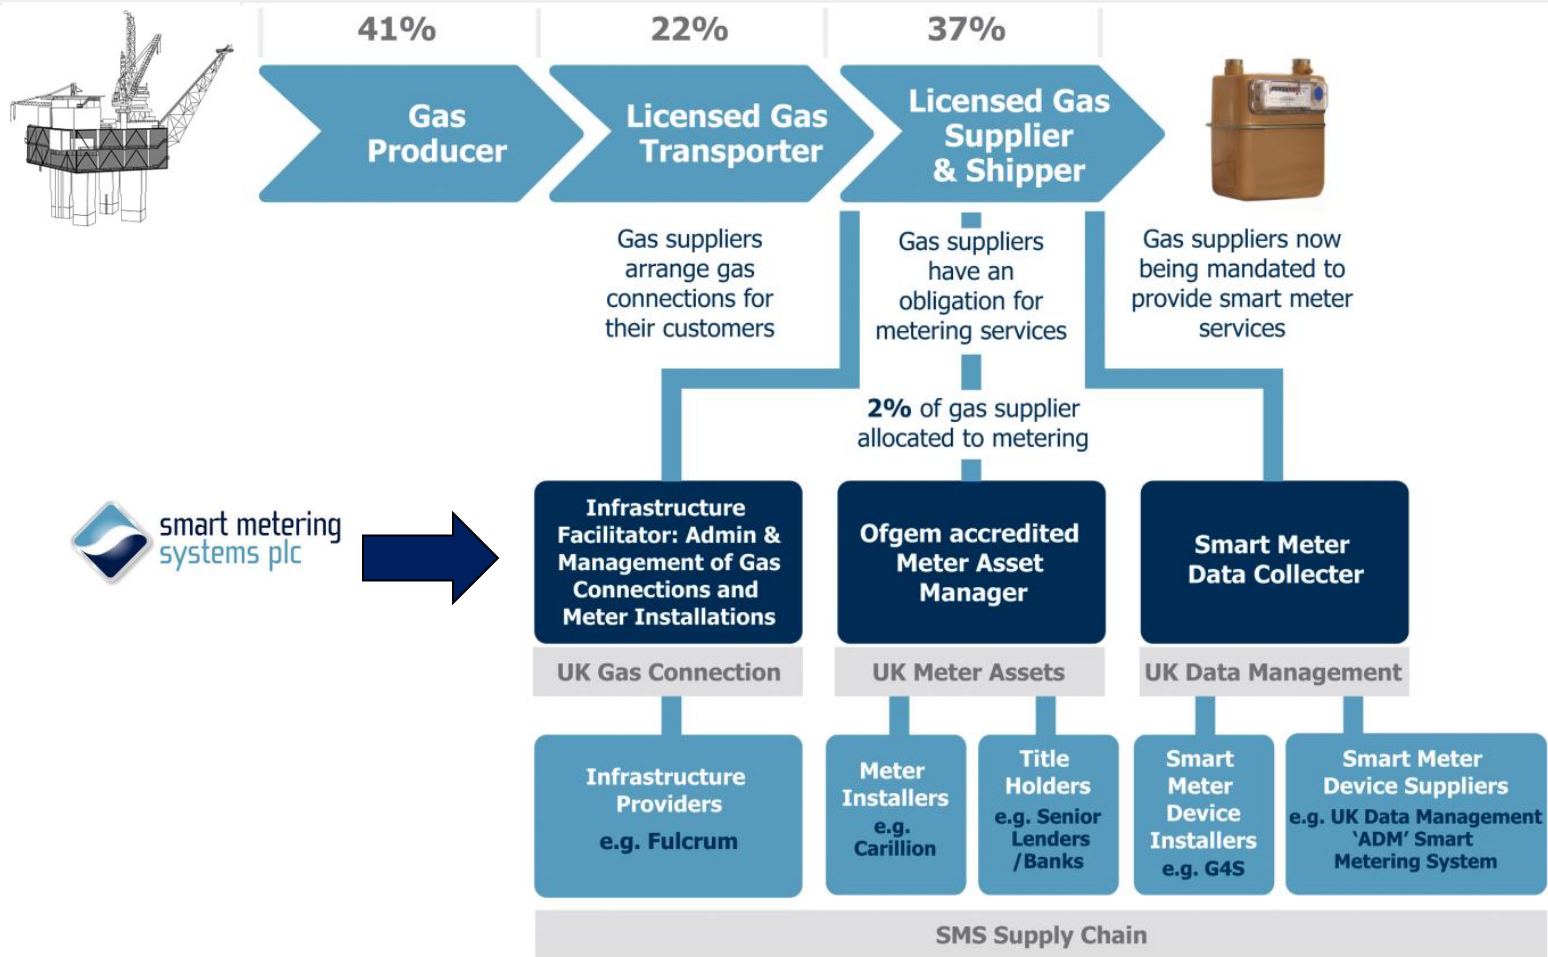 41%
22%
37%
Gas
Producer
Licensed Gas
Transporter
Licensed Gas
Supplier
& Shipper
Gas suppliers
arrange gas
connections for
their customers
Gas suppliers
have an
obligation for
metering services
Gas suppliers now
being mandated to
provide smart meter
services
2% of gas supplier
allocated to metering
smart metering
systems plc
Infrastructure
Facilitator: Admin &
Management of Gas
Connections and
Meter Installations
Ofgem accredited
Meter Asset
Manager
Smart Meter
Data Collecter
UK Gas Connection
UK Meter Assets
UK Data Management
Infrastructure
Providers
e.g. Fulcrum
Meter
Installers
e.g.
Carillion
Title
Holders
e.g. Senior
Lenders
/Banks
Smart
Meter
Device
Installers
e.g. G4S
Smart Meter
Device Suppliers
e.g. UK Data Management
‘ADM’ Smart
Metering System
SMS Supply Chain